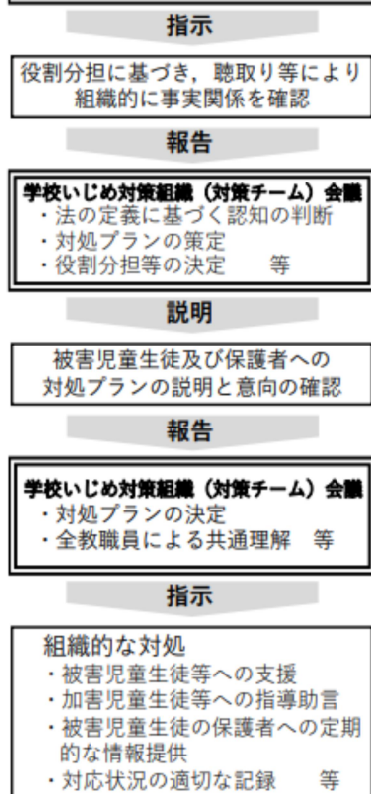 指示
役割分担に基づき，聴取り等により
組織的に事実関係を確認
報告
学校いじめ対策組織（対策チーム）会議
・法の定義に基づく認知の判断
・対処プランの策定
・役割分担等の決定　　等
説明
被害児童生徒及び保護者への
対処プランの説明と意向の確認
報告
学校いじめ対策組織（対策チーム）会議
・対処プランの決定
・全教職員による共通理解　等
指示
組織的な対処
・被害児童生徒等への支援
・加害児童生徒等への指導助言
・被害児童生徒の保護者への定期
的な情報提供
・対応状況の適切な記録　　等